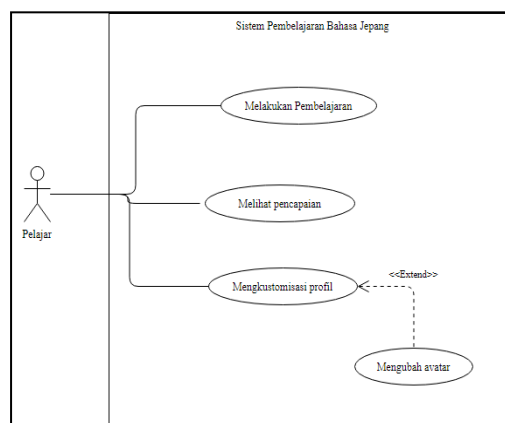 Sistem Pembelajaran Bahasa Jepang
Melakukan Pembelajaran
Melihat pencapaian
Pelajar
<<Extend>>
Mengkustomisasi profil
Mengubah avatar